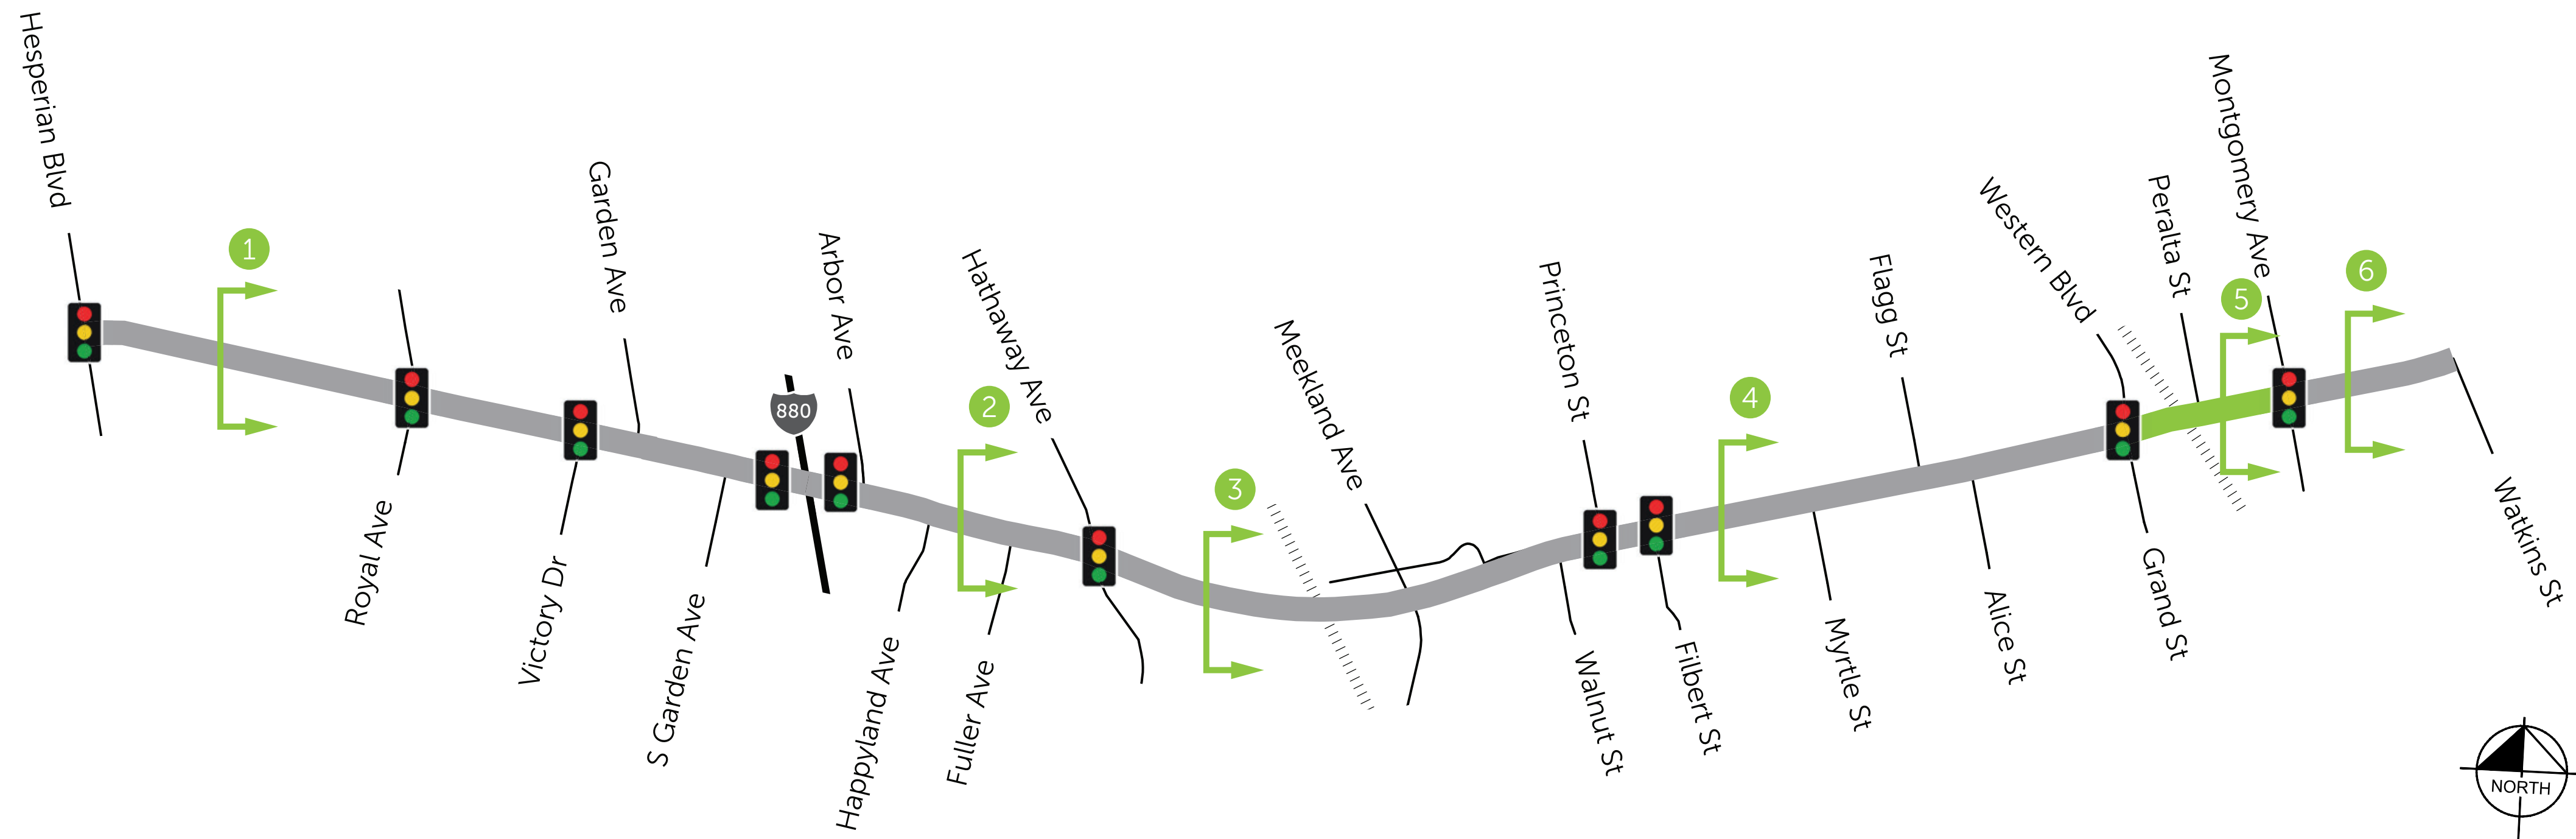 Hesperian Blvd
1
Royal Ave
Victory Dr
Garden Ave
S Garden Ave
880
Arbor Ave
Happyland Ave
2
Fuller Ave
Hathaway Ave
3
Meekland Ave
Princeton St
Walnut St
Filbert St
4
Myrtle St
Flagg St
Alice St
Western Blvd
Grand St
Peralta St
5
Montgomery Ave
6
Watkins St
NORTH